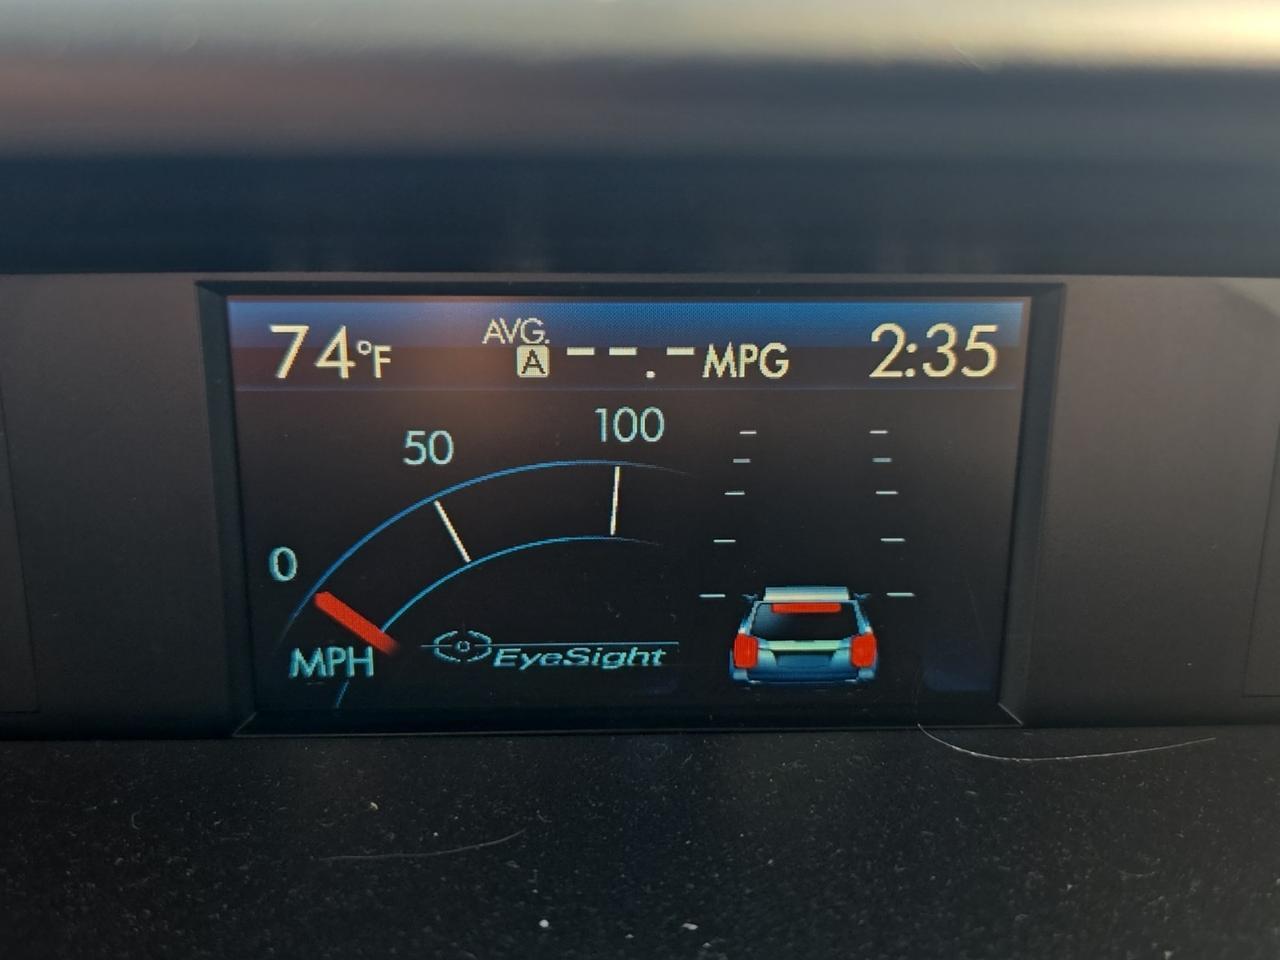 74°F
AVG.
A --.- MPG
2:35
0
50
100
MPH
EyeSight